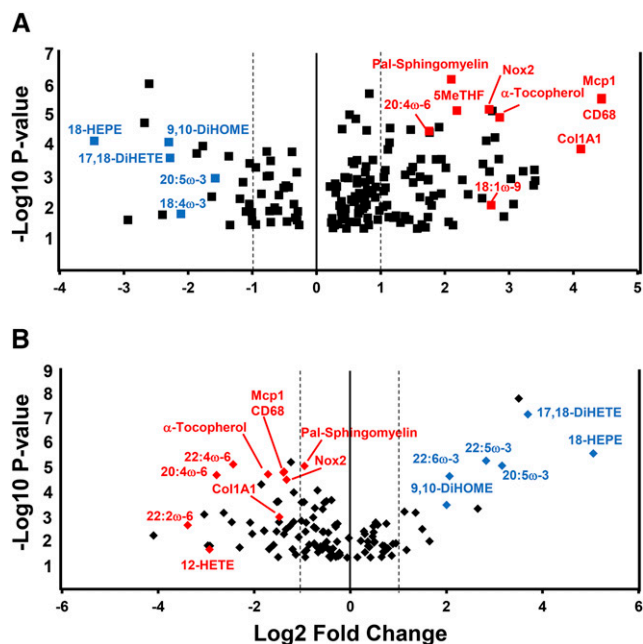 A
-Log10 P-value
7
6
5
4
3
2
1
Pal-Sphingomyelin
Nox2
Mcp1
5MeTHF
α-Tocopherol
CD68
20:4ω-6
Col1A1
18-HEPE
9,10-DiHOME
17,18-DiHETE
20:5ω-3
18:4ω-3
18:1ω-9
-4 -3 -2 -1 0 1 2 3 4 5
B
-Log10 P-value
9
8
7
6
5
4
3
2
1
Mcp1
CD68
α-Tocopherol
Pal-Sphingomyelin
22:4ω-6
20:4ω-6
Nox2
Col1A1
22:2ω-6
12-HETE
17,18-DiHETE
18-HEPE
22:5ω-3
22:6ω-3
20:5ω-3
9,10-DiHOME
-6 -4 -2 0 2 4 6
Log2 Fold Change